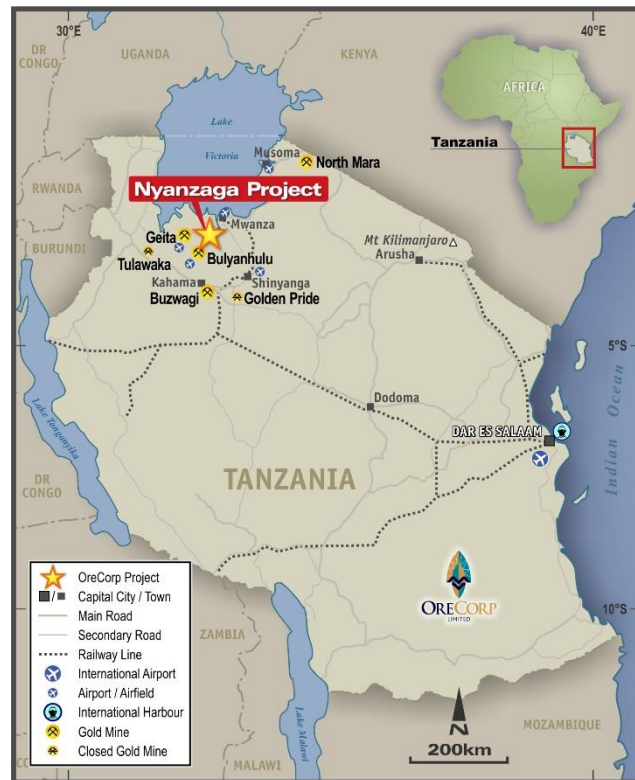 30°E
40°E
DR
CONGO
UGANDA
KENYA
AFRICA
Tanzania
Lake
Victoria
Musoma
North Mara
RWANDA
Nyanzaga Project
Mwanza
Geita
BURUNDI
Bulyanhulu
Tulawaka
Mt Kilimanjaro
Arusha
Kahama
Shinyanga
Buzwagi
Golden Pride
5°S
Lake Tanganyika
Dodoma
DAR ES SALAAM
Indian Ocean
TANZANIA
DR
CONGO
OreCorp Project
Capital City / Town
Main Road
Secondary Road
Railway Line
International Airport
Airport / Airfield
International Harbour
Gold Mine
Closed Gold Mine
ORECORP
LIMITED
10°S
ZAMBIA
Lake Malawi
MALAWI
N
200km
MOZAMBIQUE